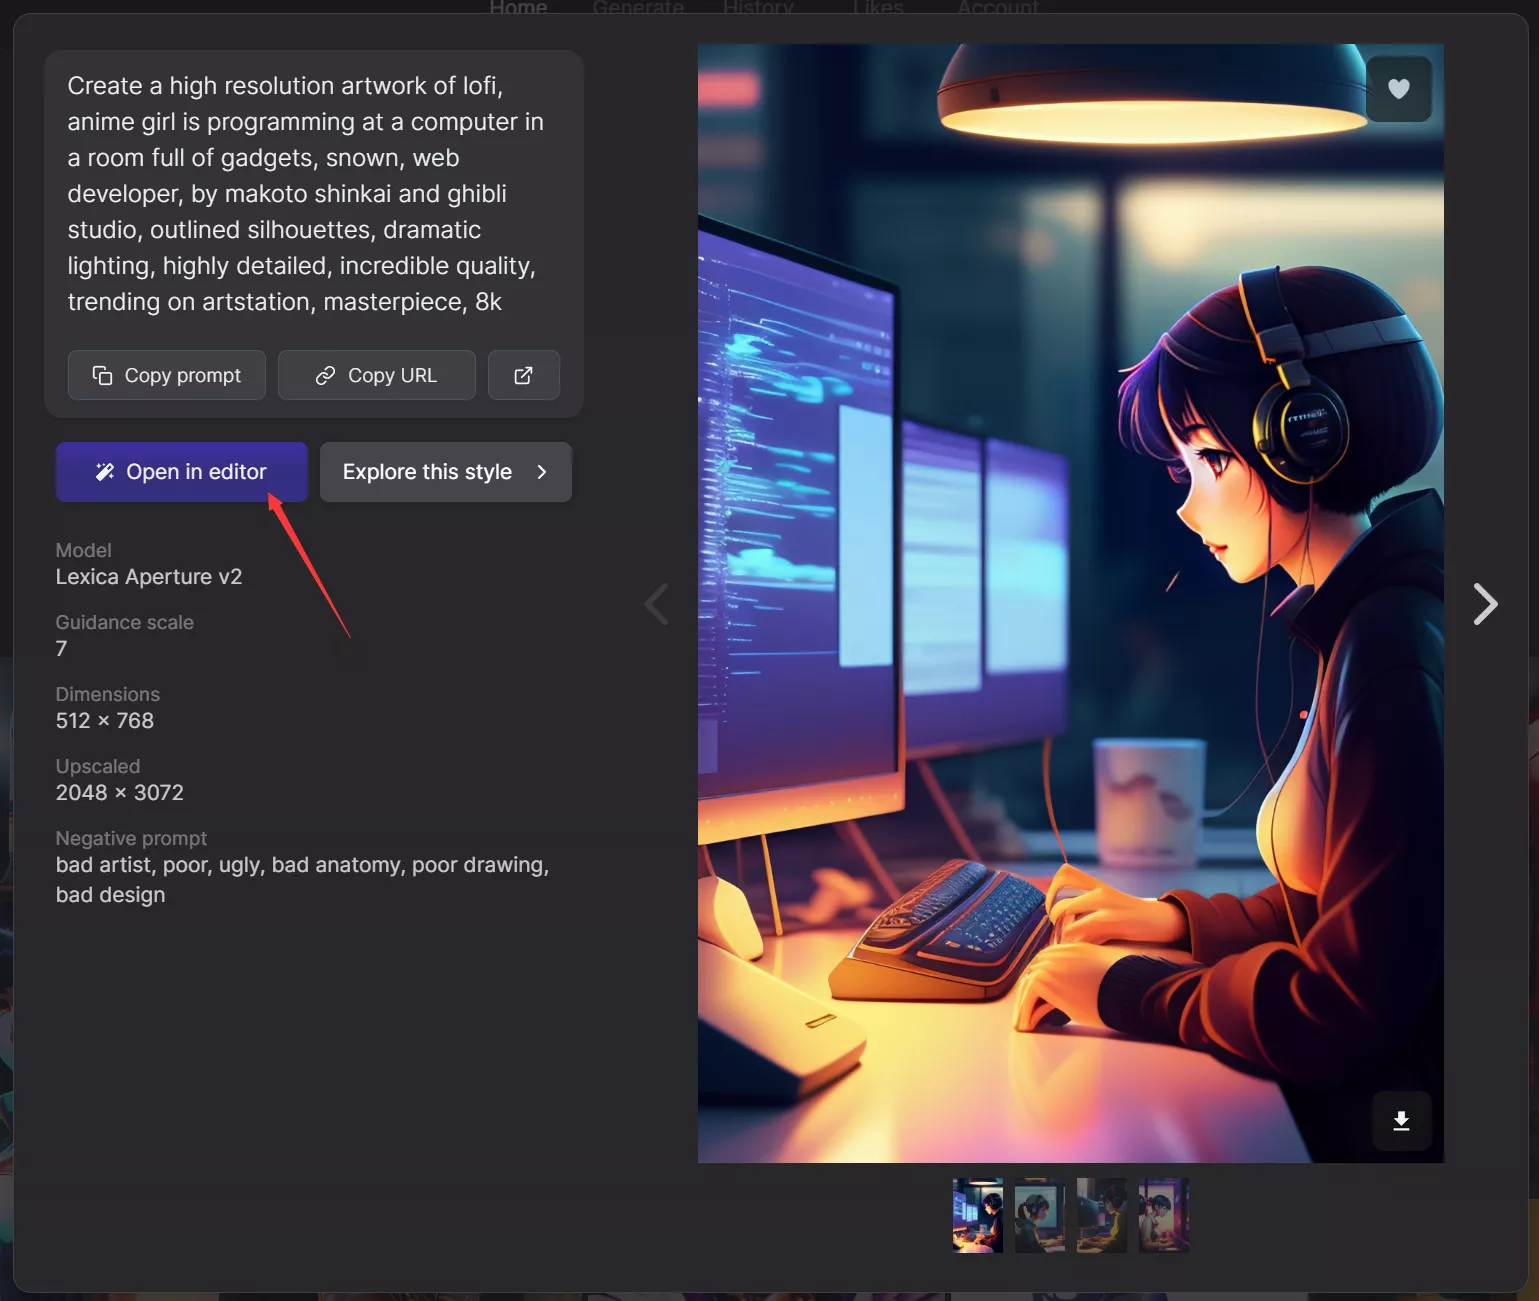 Home Generate History Likes Account
Create a high resolution artwork of lofi,
anime girl is programming at a computer in
a room full of gadgets, snown, web
developer, by makoto shinkai and ghibli
studio, outlined silhouettes, dramatic
lighting, highly detailed, incredible quality,
trending on artstation, masterpiece, 8k
Copy prompt Copy URL
Open in editor Explore this style
Model
Lexica Aperture v2
Guidance scale
7
Dimensions
512 × 768
Upscaled
2048 × 3072
Negative prompt
bad artist, poor, ugly, bad anatomy, poor drawing,
bad design